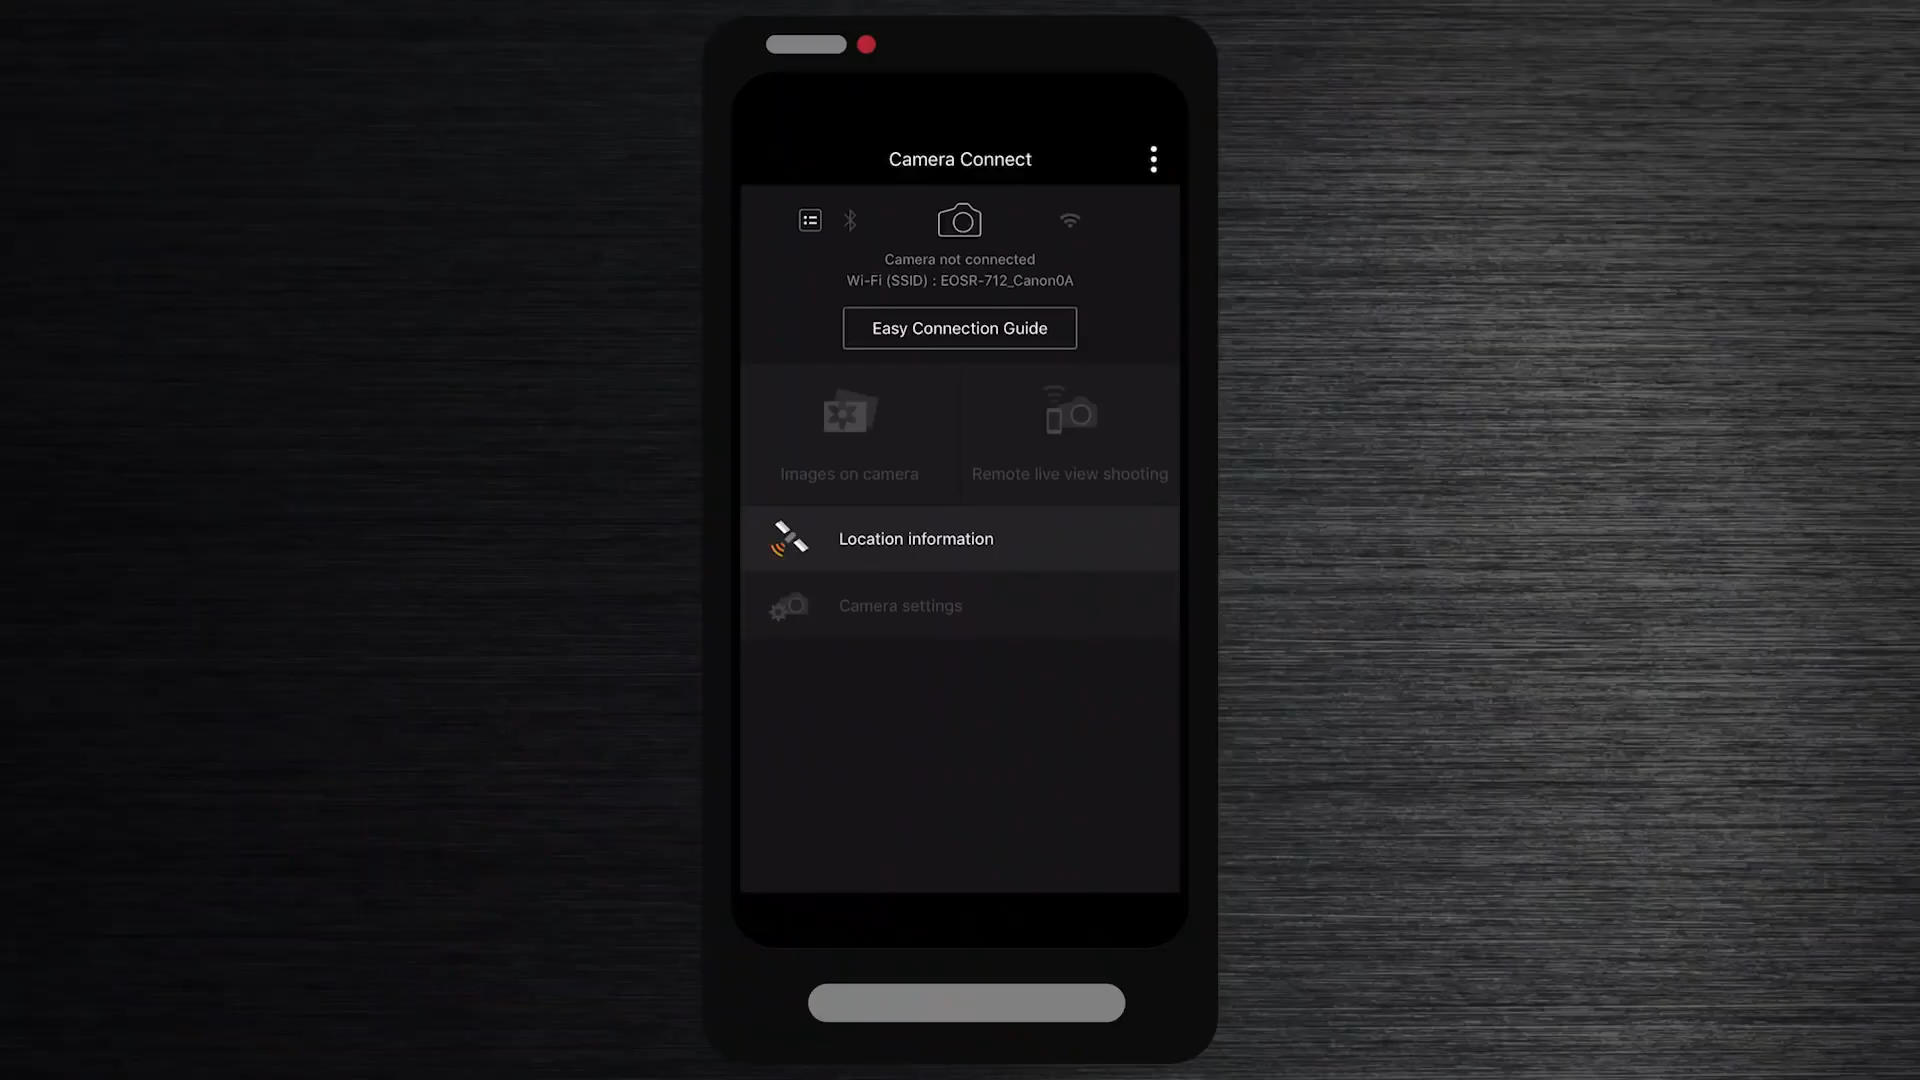 Camera Connect
Camera not connected
Wi-Fi (SSID) : EOSR-712_Canon0A
Easy Connection Guide
Images on camera
Remote live view shooting
Location information
Camera settings